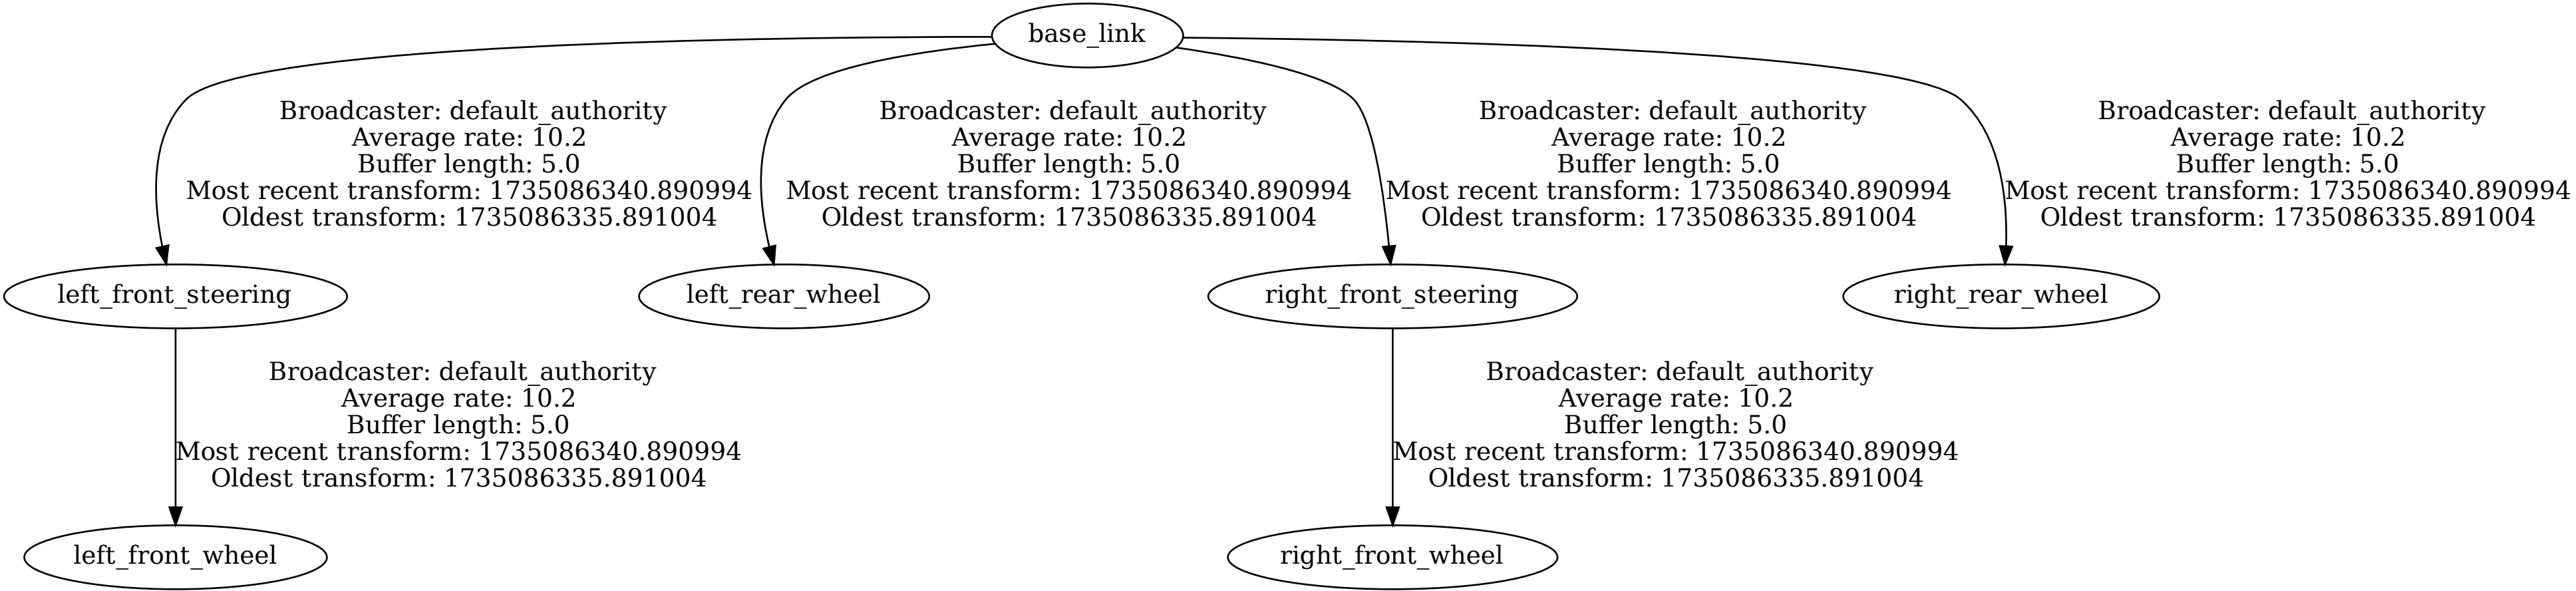 base_link
Broadcaster: default_authority
Average rate: 10.2
Buffer length: 5.0
Most recent transform: 1735086340.890994
Oldest transform: 1735086335.891004
Broadcaster: default_authority
Average rate: 10.2
Buffer length: 5.0
Most recent transform: 1735086340.890994
Oldest transform: 1735086335.891004
Broadcaster: default_authority
Average rate: 10.2
Buffer length: 5.0
Most recent transform: 1735086340.890994
Oldest transform: 1735086335.891004
Broadcaster: default_authority
Average rate: 10.2
Buffer length: 5.0
Most recent transform: 1735086340.890994
Oldest transform: 1735086335.891004
left_front_steering
left_rear_wheel
right_front_steering
right_rear_wheel
Broadcaster: default_authority
Average rate: 10.2
Buffer length: 5.0
Most recent transform: 1735086340.890994
Oldest transform: 1735086335.891004
Broadcaster: default_authority
Average rate: 10.2
Buffer length: 5.0
Most recent transform: 1735086340.890994
Oldest transform: 1735086335.891004
left_front_wheel
right_front_wheel